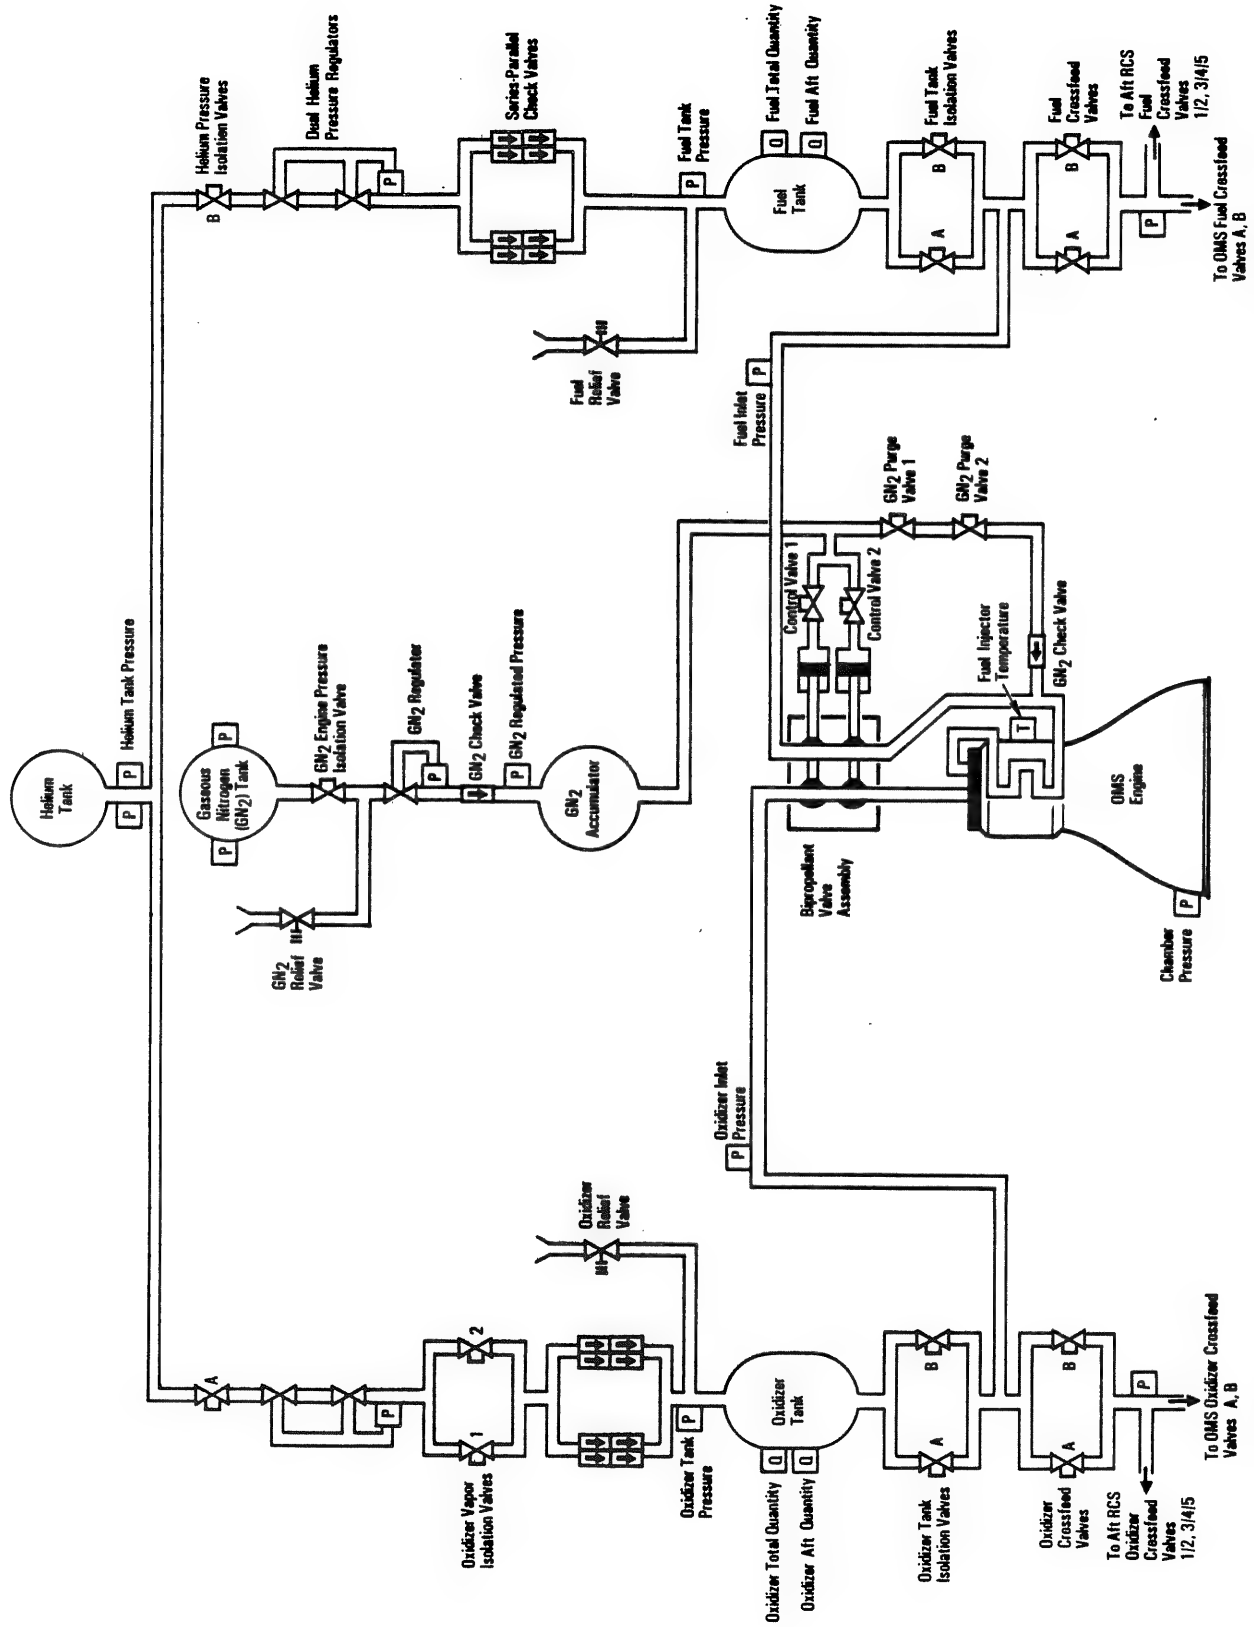 Helium
Tank
P
P
Helium Tank Pressure
Gaseous
Nitrogen
(GN2) Tank
P
P
GN2 Engine Pressure
Isolation Valve
GN2
Relief
Valve
GN2 Regulator
P
GN2 Check Valve
P
GN2 Regulated Pressure
GN2
Accumulator
A
P
Oxidizer Vapor
Isolation Valves
1
2
Oxidizer
Relief
Valve
P
Oxidizer Tank
Pressure
Oxidizer
Tank
Q
Q
Oxidizer Total Quantity
Oxidizer Aft Quantity
Oxidizer Tank
Isolation Valves
A
B
Oxidizer
Crossfeed
Valves
A
B
P
To Aft RCS
Oxidizer
Crossfeed
Valves
1/2, 3/4/5
To OMS Oxidizer Crossfeed
Valves A, B
P
Oxidizer Inlet
Pressure
B
Helium Pressure
Isolation Valves
Dual Helium
Pressure Regulators
P
Series-Parallel
Check Valves
Fuel
Relief
Valve
P
Fuel Tank
Pressure
Fuel
Tank
Q
Q
Fuel Total Quantity
Fuel Aft Quantity
Fuel Tank
Isolation Valves
A
B
Fuel
Crossfeed
Valves
A
B
P
To Aft RCS
Fuel
Crossfeed
Valves
1/2, 3/4/5
To OMS Fuel Crossfeed
Valves A, B
Fuel Inlet
Pressure
P
Control Valve 1
Control Valve 2
GN2 Purge
Valve 1
GN2 Purge
Valve 2
GN2 Check Valve
Fuel Injector
Temperature
T
Bipropellant
Valve
Assembly
OMS
Engine
P
Chamber
Pressure